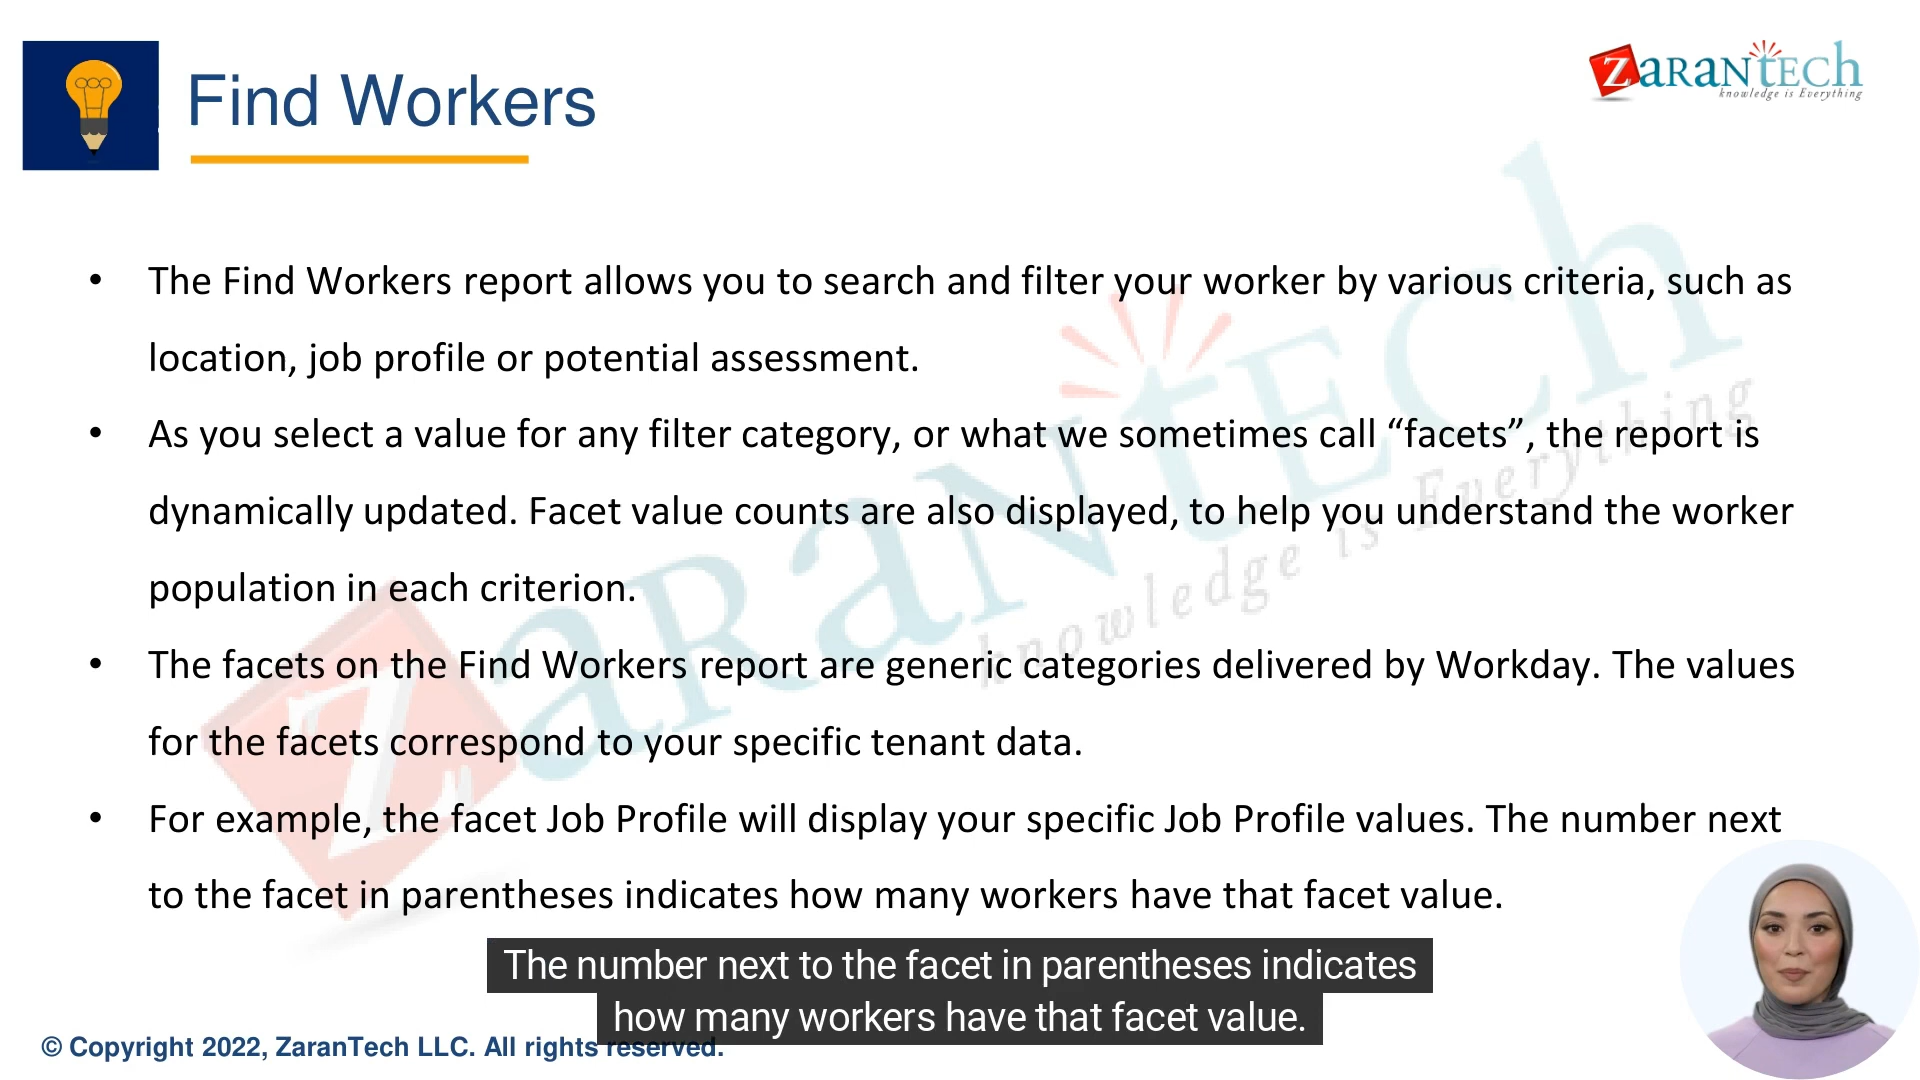 Find Workers
ZARANTECH
knowledge is Everything
• The Find Workers report allows you to search and filter your worker by various criteria, such as
location, job profile or potential assessment.
• As you select a value for any filter category, or what we sometimes call “facets”, the report is
dynamically updated. Facet value counts are also displayed, to help you understand the worker
population in each criterion.
• The facets on the Find Workers report are generic categories delivered by Workday. The values
for the facets correspond to your specific tenant data.
• For example, the facet Job Profile will display your specific Job Profile values. The number next
to the facet in parentheses indicates how many workers have that facet value.
ZARANTECH
knowledge is Everything
The number next to the facet in parentheses indicates
how many workers have that facet value.
© Copyright 2022, ZaranTech LLC. All rights reserved.